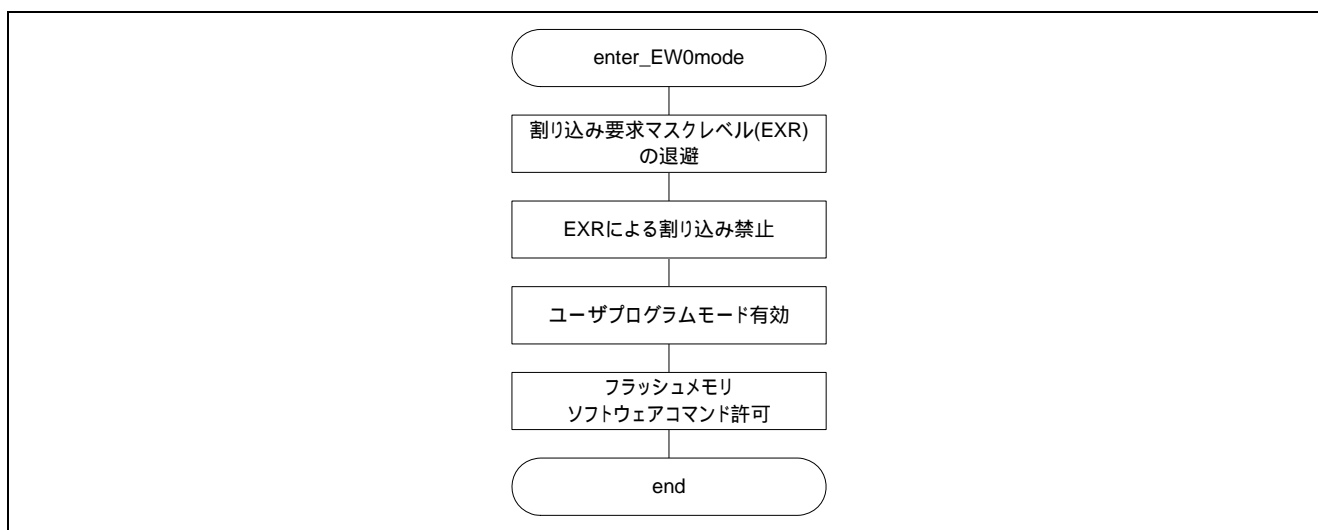 enter_EW0mode
割り込み要求マスクレベル(EXR)
の退避
EXRによる割り込み禁止
ユーザプログラムモード有効
フラッシュメモリ
ソフトウェアコマンド許可
end